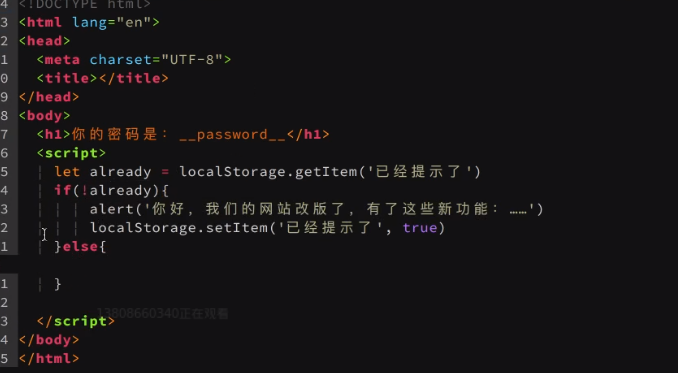 4 <!DOCTYPE html>
3 <html lang="en">
2 <head>
1   <meta charset="UTF-8">
0   <title></title>
9 </head>
8 <body>
7   <h1>你的密码是：__password__</h1>
6   <script>
5     let already = localStorage.getItem('已经提示了')
4     if(!already){
3         alert('你好，我们的网站改版了，有了这些新功能：……')
2         localStorage.setItem('已经提示了', true)
1     }else{
1     }
2
13808660340正在观看
3   </script>
4 </body>
5 </html>